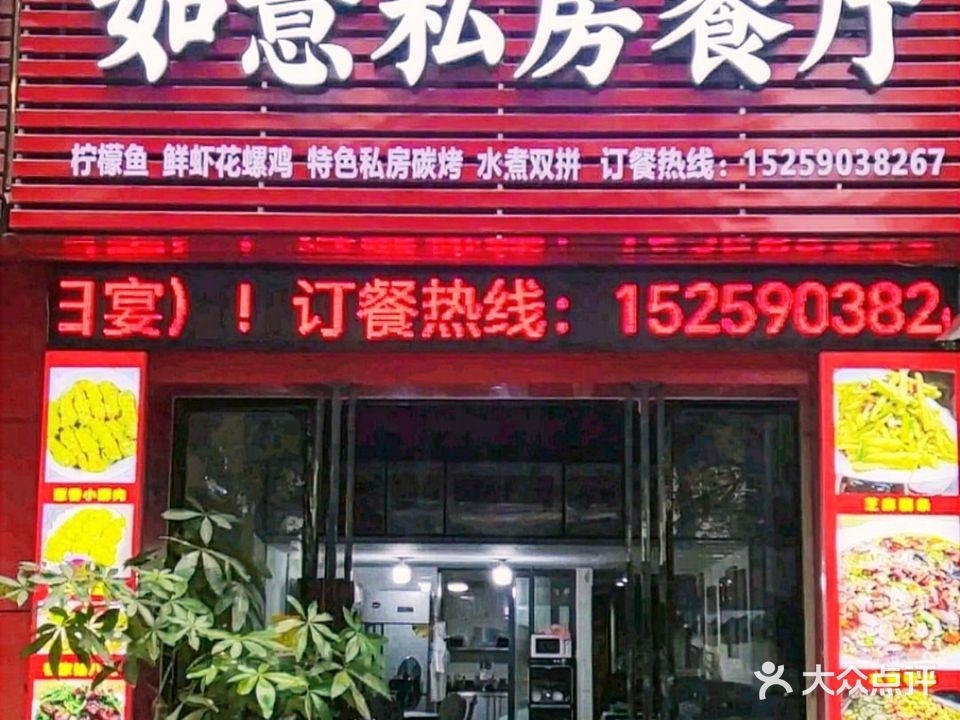 如意私房餐厅
柠檬鱼 鲜虾花螺鸡 特色私房碳烤 水煮双拼 订餐热线：15259038267
日宴）！订餐热线：152590382
大众点评